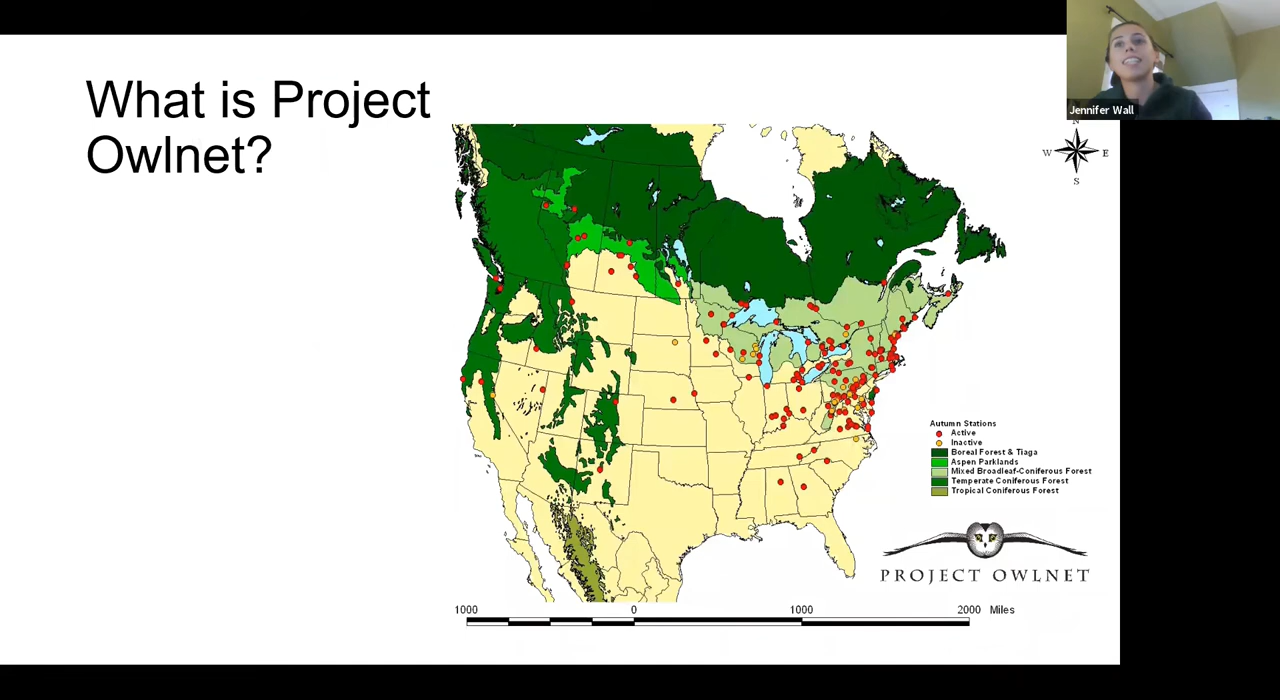 What is Project
Owlnet?
Jennifer Wall
N
W E
S
Autumn Stations
Active
Inactive
Boreal Forest & Tiaga
Aspen Parklands
Mixed Broadleaf-Coniferous Forest
Temperate Coniferous Forest
Tropical Coniferous Forest
PROJECT OWLNET
1000 0 1000 2000 Miles